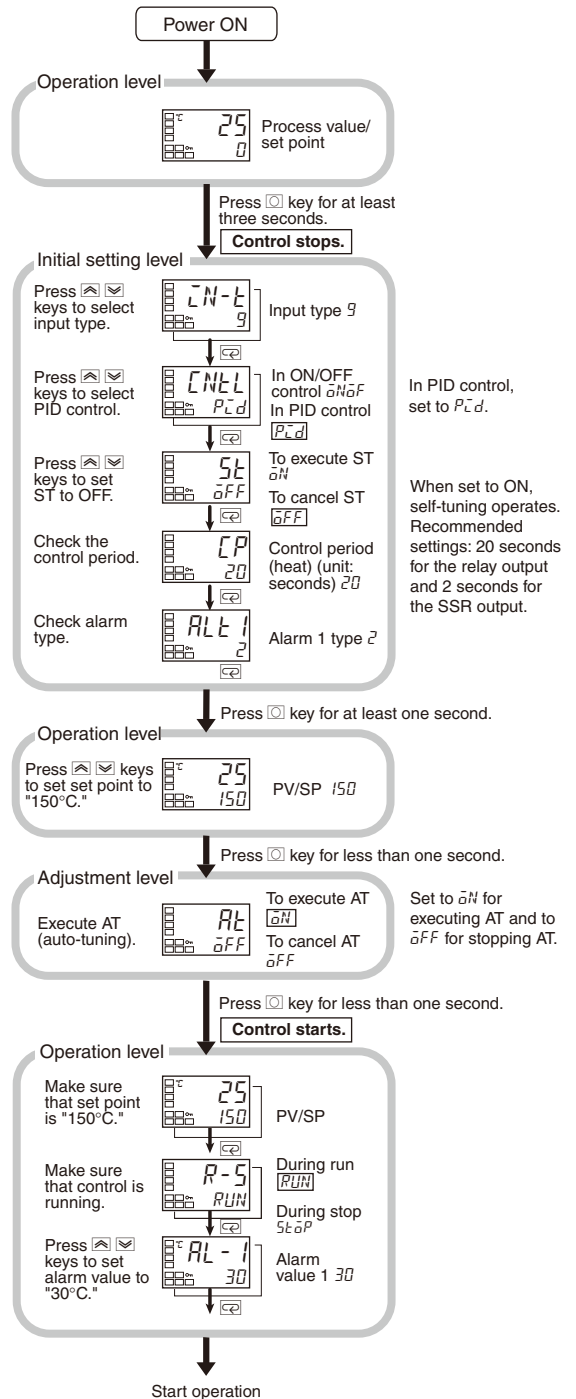 Power ON
Operation level
25
0
Process value/
set point
Press key for at least
three seconds.
Control stops.
Initial setting level
Press
keys to select
input type.
IN-t
9
Input type 9
Press
keys to select
PID control.
CNtL
PId
In ON/OFF
control oNoF
In PID control
PId
In PID control,
set to PId.
Press
keys to set
ST to OFF.
St
oFF
To execute ST
oN
To cancel ST
oFF
When set to ON,
self-tuning operates.
Recommended
settings: 20 seconds
for the relay output
and 2 seconds for
the SSR output.
Check the
control period.
CP
20
Control period
(heat) (unit:
seconds) 20
Check alarm
type.
ALt1
2
Alarm 1 type 2
Press key for at least one second.
Operation level
Press keys
to set set point to
"150°C."
25
150
PV/SP 150
Press key for less than one second.
Adjustment level
Execute AT
(auto-tuning).
At
oFF
To execute AT
oN
To cancel AT
oFF
Set to oN for
executing AT and to
oFF for stopping AT.
Press key for less than one second.
Control starts.
Operation level
Make sure
that set point
is "150°C."
25
150
PV/SP
Make sure
that control is
running.
R-S
RUN
During run
RUN
During stop
StoP
Press
keys to set
alarm value to
"30°C."
AL-1
30
Alarm
value 1 30
Start operation